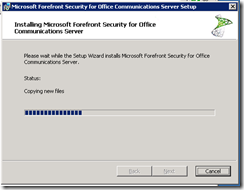 Microsoft Forefront Security for Office Communications Server Setup
Installing Microsoft Forefront Security for Office
Communications Server
Please wait while the Setup Wizard installs Microsoft Forefront Security for Office
Communications Server.
Status:
Copying new files
Back
Next
Cancel